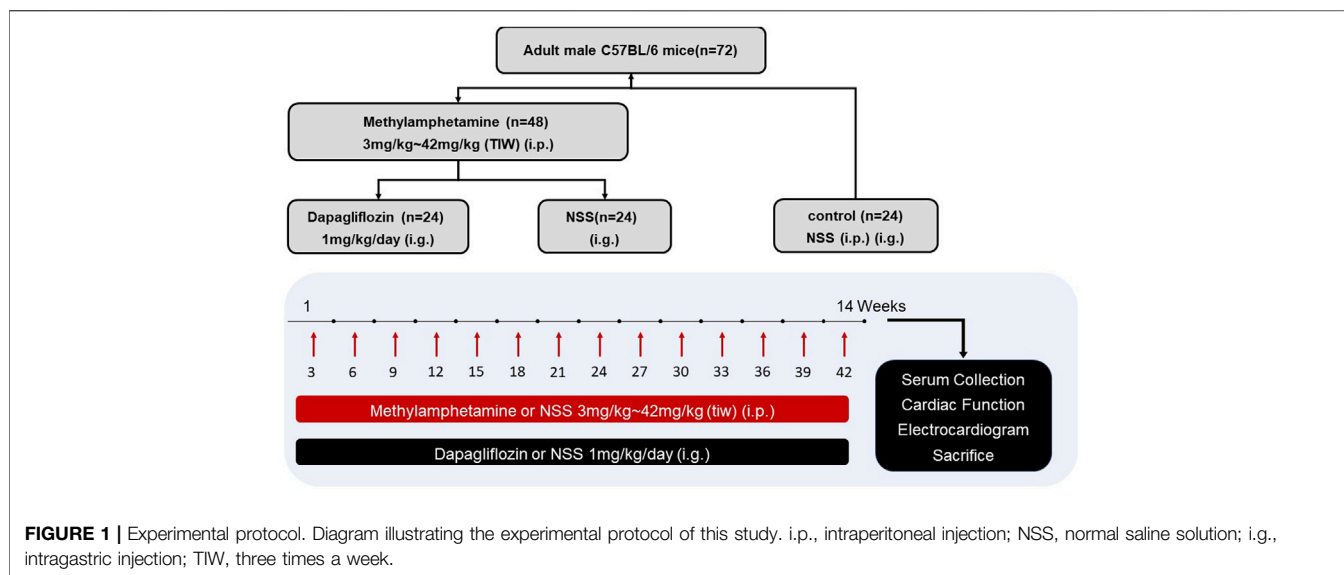 Adult male C57BL/6 mice(n=72)
Methylamphetamine (n=48)
3mg/kg~42mg/kg (TIW) (i.p.)
Dapagliflozin (n=24)
1mg/kg/day (i.g.)
NSS(n=24)
(i.g.)
control (n=24)
NSS (i.p.) (i.g.)
1
14 Weeks
3 6 9 12 15 18 21 24 27 30 33 36 39 42
Methylamphetamine or NSS 3mg/kg~42mg/kg (tiw) (i.p.)
Dapagliflozin or NSS 1mg/kg/day (i.g.)
Serum Collection
Cardiac Function
Electrocardiogram
Sacrifice
FIGURE 1 | Experimental protocol. Diagram illustrating the experimental protocol of this study. i.p., intraperitoneal injection; NSS, normal saline solution; i.g.,
intragastric injection; TIW, three times a week.